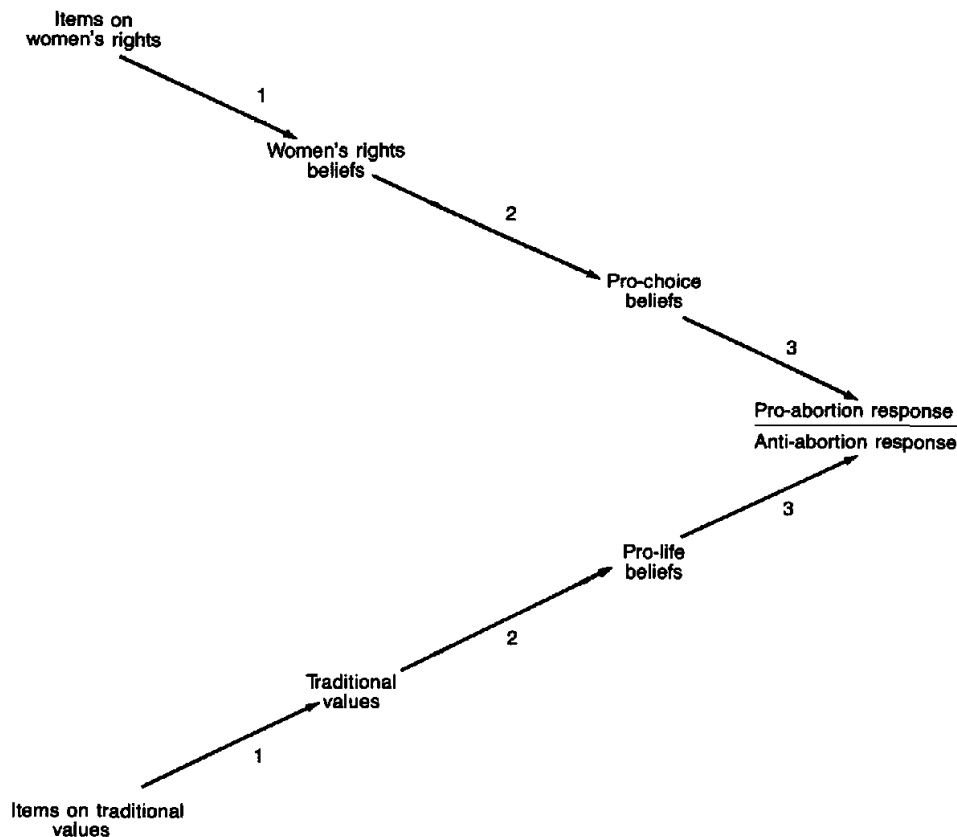 Items on
women's rights
1
Women's rights
beliefs
2
Pro-choice
beliefs
3
Pro-abortion response
Anti-abortion response
3
Pro-life
beliefs
2
Traditional
values
1
Items on traditional
values